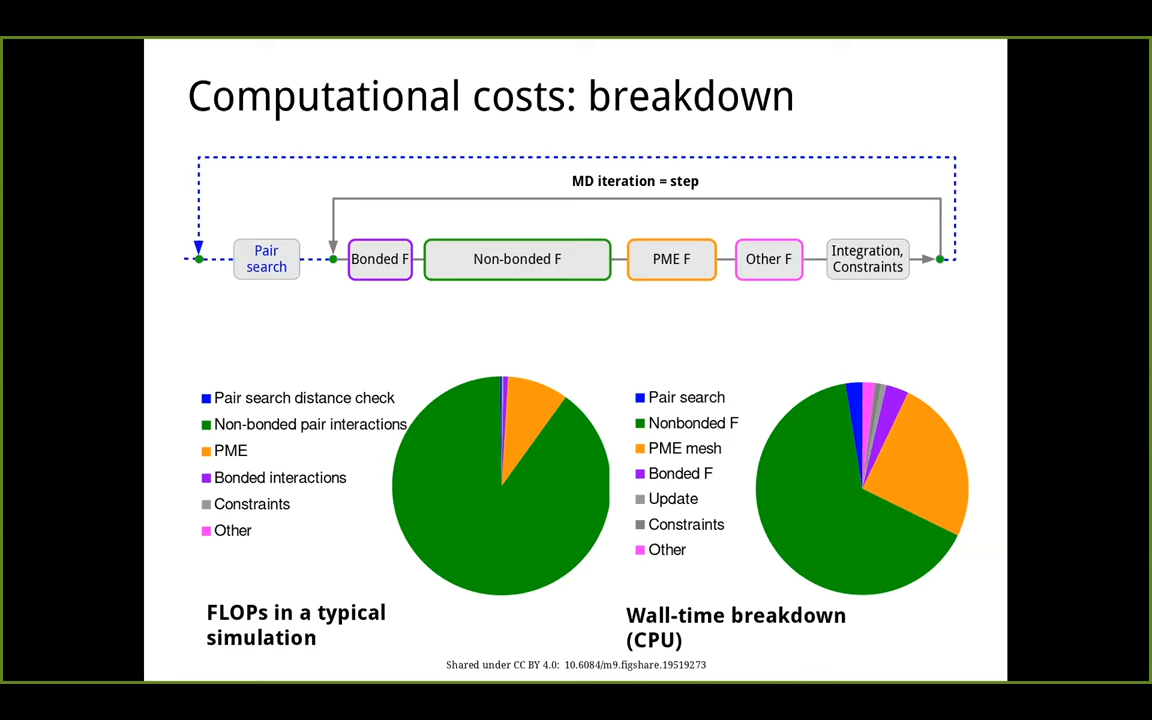 Computational costs: breakdown
MD iteration = step
Pair
search
Bonded F
Non-bonded F
PME F
Other F
Integration,
Constraints
Pair search distance check
Non-bonded pair interactions
PME
Bonded interactions
Constraints
Other
FLOPs in a typical
simulation
Pair search
Nonbonded F
PME mesh
Bonded F
Update
Constraints
Other
Wall-time breakdown
(CPU)
Shared under CC BY 4.0: 10.6084/m9.figshare.19519273